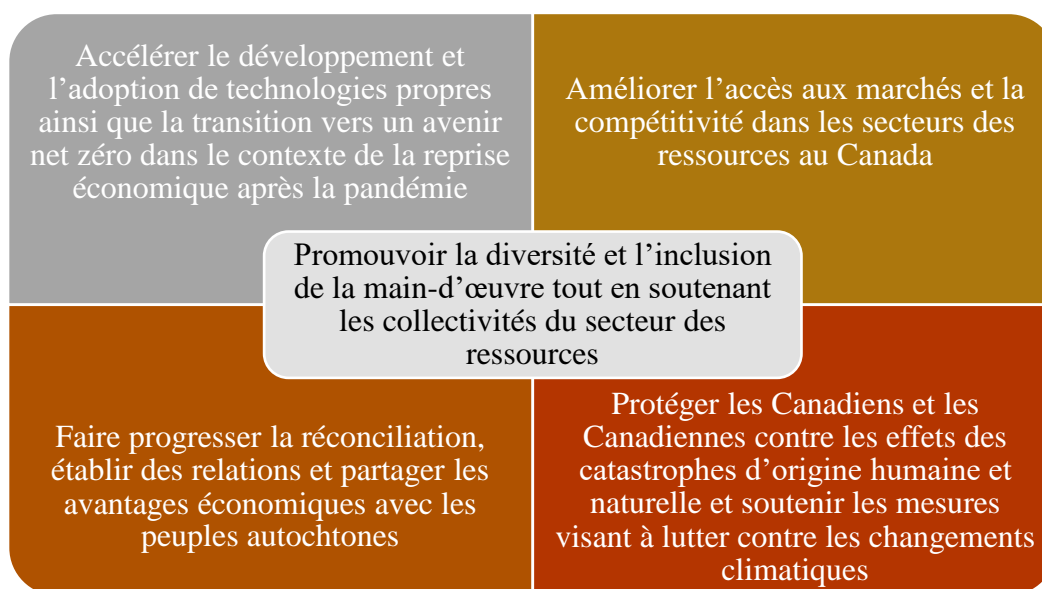 Accélérer le développement et
l’adoption de technologies propres
ainsi que la transition vers un avenir
net zéro dans le contexte de la reprise
économique après la pandémie
Améliorer l’accès aux marchés et la
compétitivité dans les secteurs des
ressources au Canada
Promouvoir la diversité et l’inclusion
de la main-d’œuvre tout en soutenant
les collectivités du secteur des
ressources
Faire progresser la réconciliation,
établir des relations et partager les
avantages économiques avec les
peuples autochtones
Protéger les Canadiens et les
Canadiennes contre les effets des
catastrophes d’origine humaine et
naturelle et soutenir les mesures
visant à lutter contre les changements
climatiques